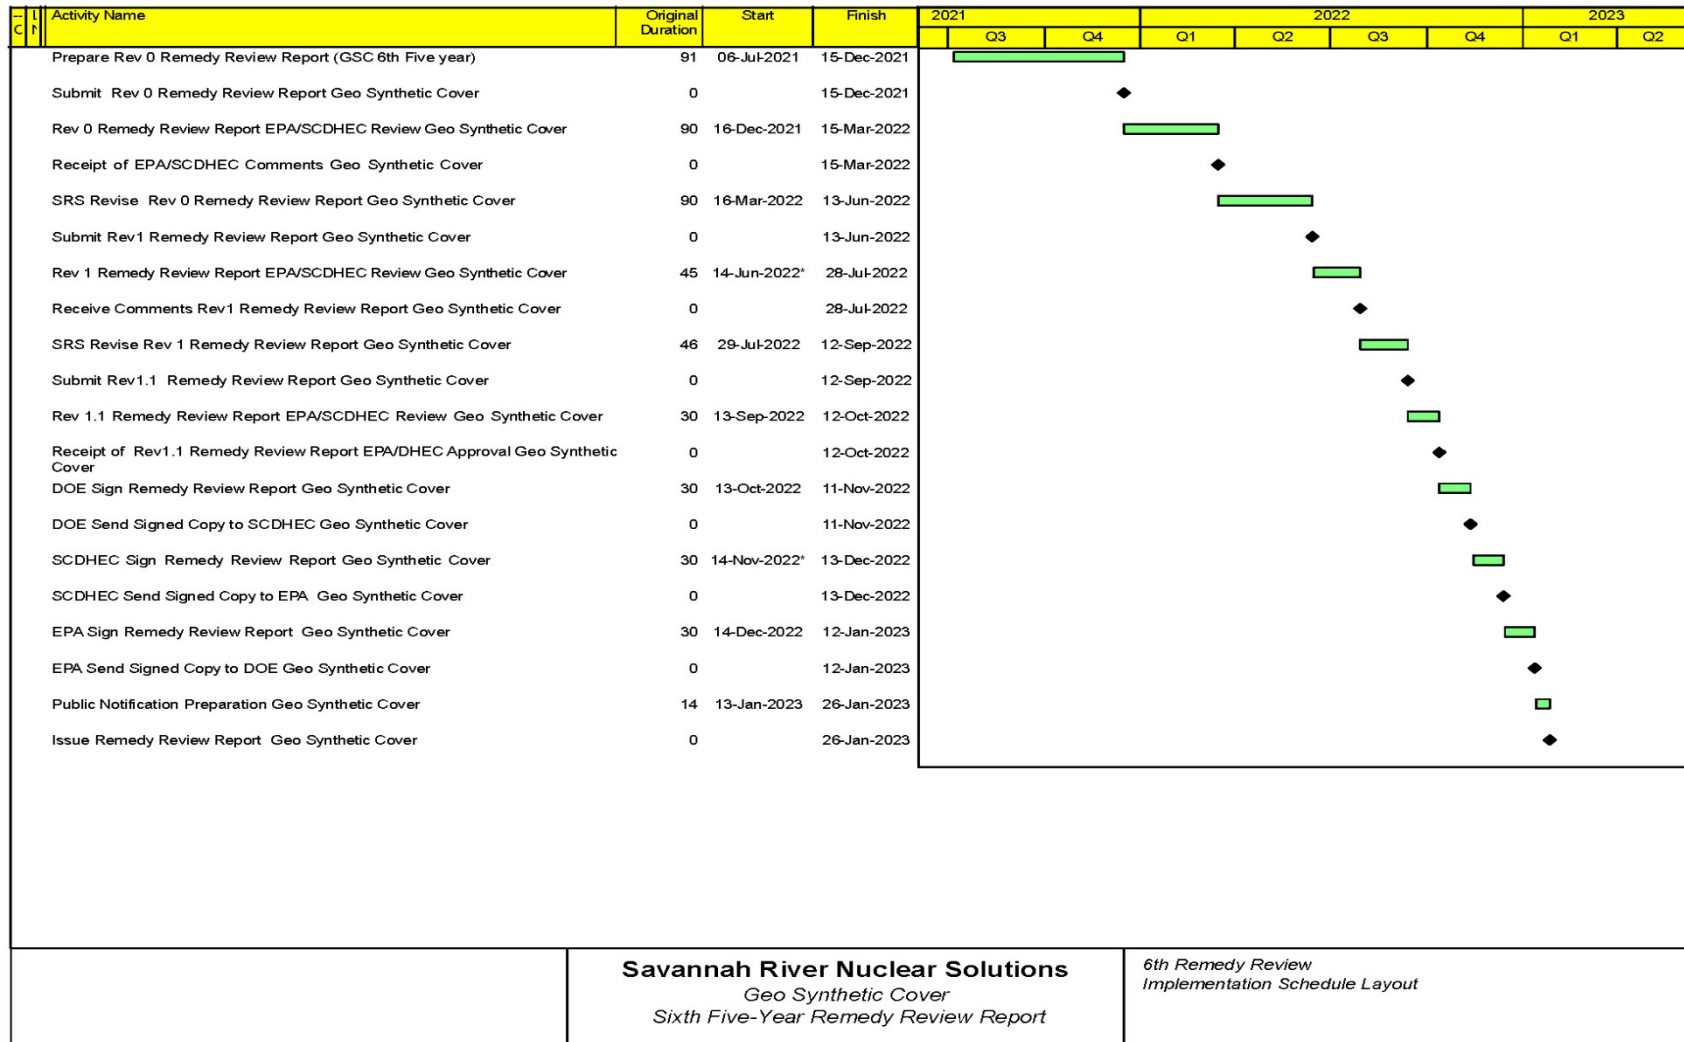 -- L Activity Name Original Start Finish 2021 2022 2023
C Duration Q3 Q4 Q1 Q2 Q3 Q4 Q1 Q2
Prepare Rev 0 Remedy Review Report (GSC 6th Five year) 91 06-Jul-2021 15-Dec-2021
Submit Rev 0 Remedy Review Report Geo Synthetic Cover 0 15-Dec-2021
Rev 0 Remedy Review Report EPA/SCDHEC Review Geo Synthetic Cover 90 16-Dec-2021 15-Mar-2022
Receipt of EPA/SCDHEC Comments Geo Synthetic Cover 0 15-Mar-2022
SRS Revise Rev 0 Remedy Review Report Geo Synthetic Cover 90 16-Mar-2022 13-Jun-2022
Submit Rev1 Remedy Review Report Geo Synthetic Cover 0 13-Jun-2022
Rev 1 Remedy Review Report EPA/SCDHEC Review Geo Synthetic Cover 45 14-Jun-2022* 28-Jul-2022
Receive Comments Rev1 Remedy Review Report Geo Synthetic Cover 0 28-Jul-2022
SRS Revise Rev 1 Remedy Review Report Geo Synthetic Cover 46 29-Jul-2022 12-Sep-2022
Submit Rev1.1 Remedy Review Report Geo Synthetic Cover 0 12-Sep-2022
Rev 1.1 Remedy Review Report EPA/SCDHEC Review Geo Synthetic Cover 30 13-Sep-2022 12-Oct-2022
Receipt of Rev1.1 Remedy Review Report EPA/DHEC Approval Geo Synthetic 0 12-Oct-2022
Cover
DOE Sign Remedy Review Report Geo Synthetic Cover 30 13-Oct-2022 11-Nov-2022
DOE Send Signed Copy to SCDHEC Geo Synthetic Cover 0 11-Nov-2022
SCDHEC Sign Remedy Review Report Geo Synthetic Cover 30 14-Nov-2022* 13-Dec-2022
SCDHEC Send Signed Copy to EPA Geo Synthetic Cover 0 13-Dec-2022
EPA Sign Remedy Review Report Geo Synthetic Cover 30 14-Dec-2022 12-Jan-2023
EPA Send Signed Copy to DOE Geo Synthetic Cover 0 12-Jan-2023
Public Notification Preparation Geo Synthetic Cover 14 13-Jan-2023 26-Jan-2023
Issue Remedy Review Report Geo Synthetic Cover 0 26-Jan-2023
Savannah River Nuclear Solutions
Geo Synthetic Cover
Sixth Five-Year Remedy Review Report
6th Remedy Review
Implementation Schedule Layout